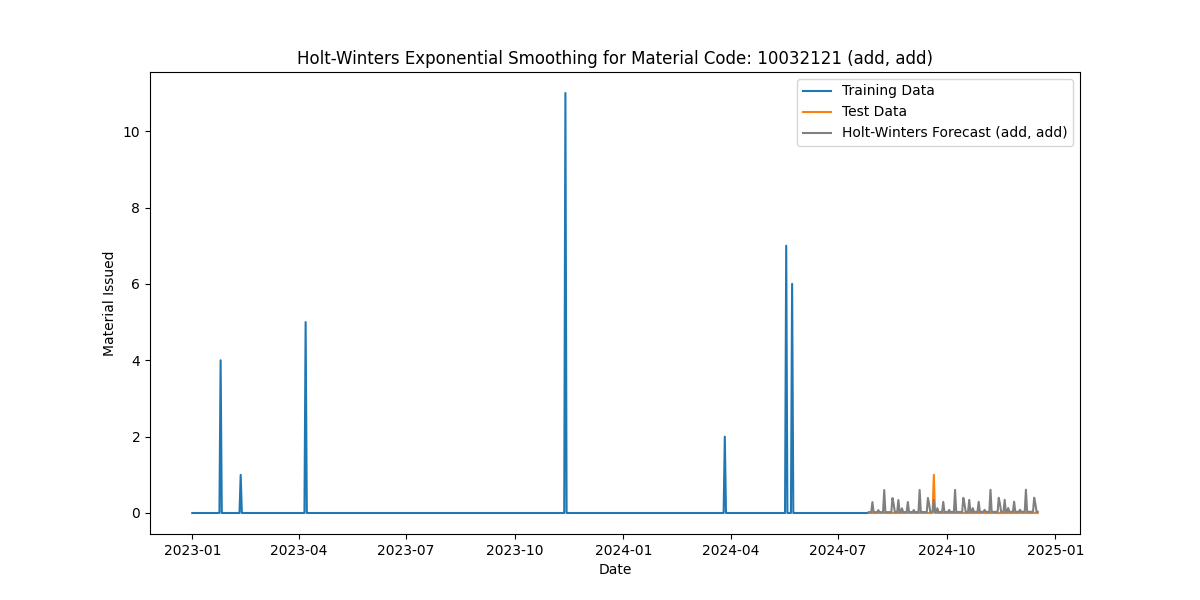 Holt-Winters Exponential Smoothing for Material Code: 10032121 (add, add)
Training Data
Test Data
Holt-Winters Forecast (add, add)
Material Issued
10
8
6
4
2
0
2023-01 2023-04 2023-07 2023-10 2024-01 2024-04 2024-07 2024-10 2025-01
Date